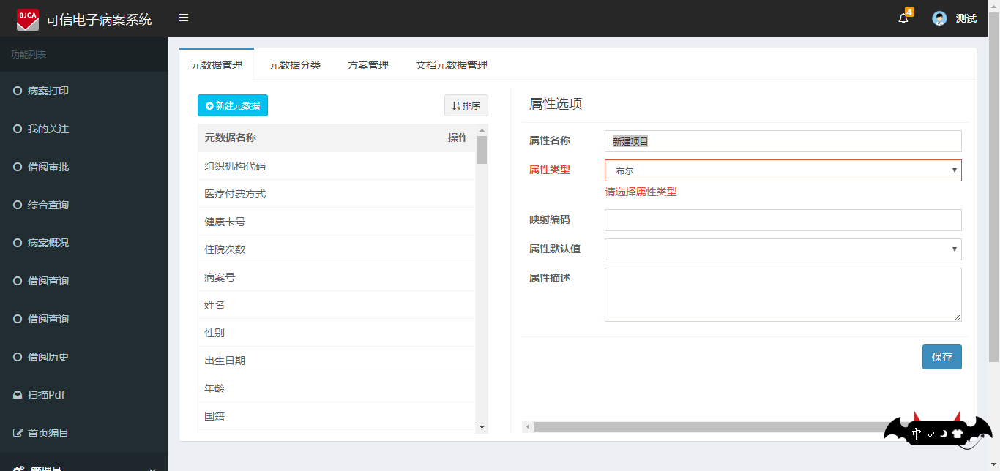 BJCA
可信电子病案系统
4
测试
功能列表
病案打印
我的关注
借阅审批
综合查询
病案概况
借阅查询
借阅查询
借阅历史
扫描Pdf
首页编目
管理员
元数据管理 元数据分类 方案管理 文档元数据管理
新建元数据 排序
元数据名称 操作
组织机构代码
医疗付费方式
健康卡号
住院次数
病案号
姓名
性别
出生日期
年龄
国籍
属性选项
属性名称 新建项目
属性类型 布尔
请选择属性类型
映射编码
属性默认值
属性描述
保存
中